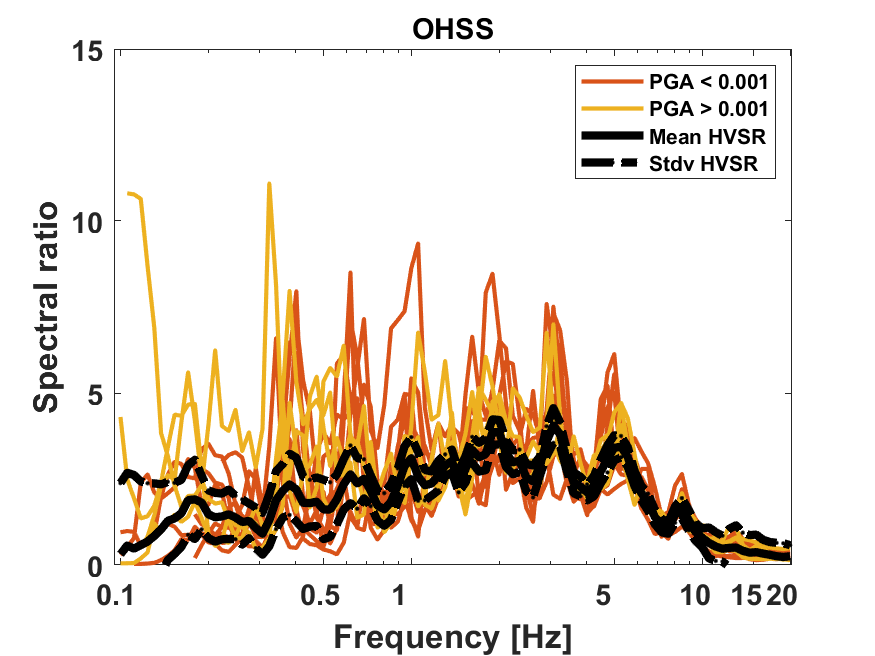 OHSS
15
10
5
0
Spectral ratio
PGA < 0.001
PGA > 0.001
Mean HVSR
Stdv HVSR
0.1 0.5 1 5 10 15 20
Frequency [Hz]